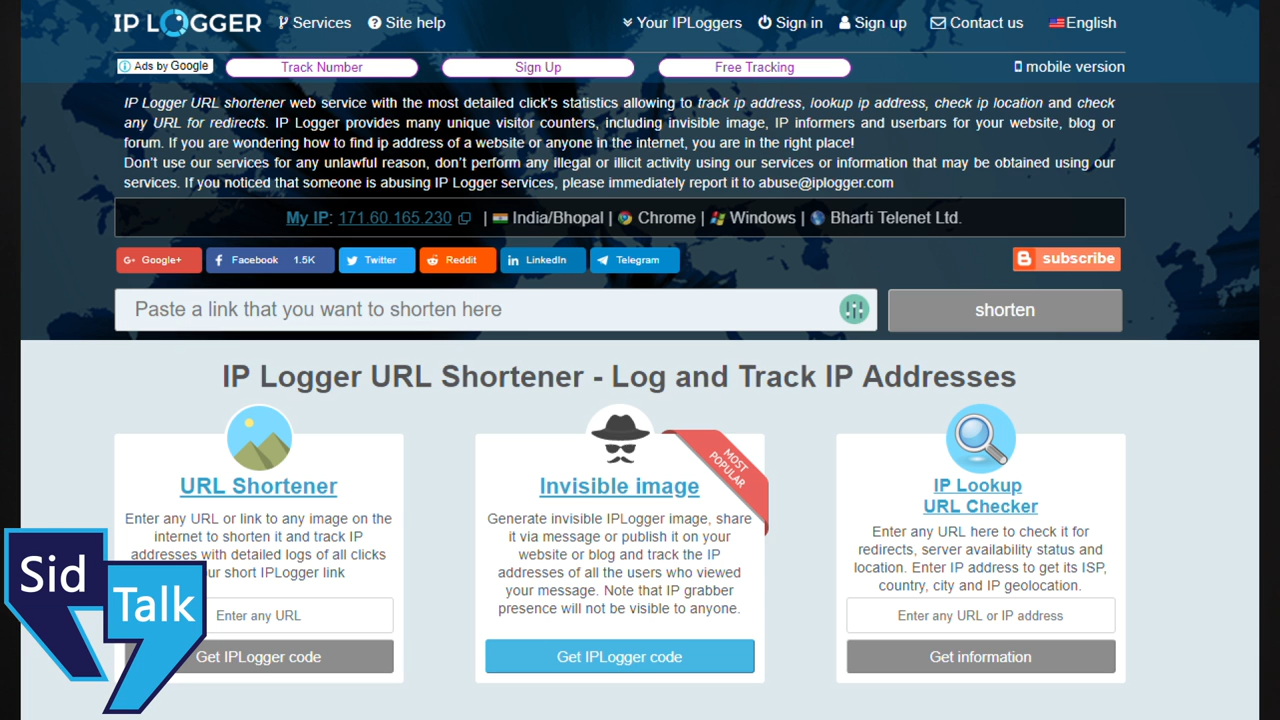 IP LOGGER Services Site help Your IPLoggers Sign in Sign up Contact us English
Ads by Google Track Number Sign Up Free Tracking mobile version
IP Logger URL shortener web service with the most detailed click's statistics allowing to track ip address, lookup ip address, check ip location and check
any URL for redirects. IP Logger provides many unique visitor counters, including invisible image, IP informers and userbars for your website, blog or
forum. If you are wondering how to find ip address of a website or anyone in the internet, you are in the right place!
Don't use our services for any unlawful reason, don't perform any illegal or illicit activity using our services or information that may be obtained using our
services. If you noticed that someone is abusing IP Logger services, please immediately report it to abuse@iplogger.com
My IP: 171.60.165.230 | India/Bhopal | Chrome | Windows | Bharti Telenet Ltd.
G+ Google+ Facebook 1.5K Twitter Reddit LinkedIn Telegram subscribe
Paste a link that you want to shorten here shorten
IP Logger URL Shortener - Log and Track IP Addresses
URL Shortener
Enter any URL or link to any image on the
internet to shorten it and track IP
addresses with detailed logs of all clicks
your short IPLogger link
Enter any URL
Get IPLogger code
MOST
POPULAR
Invisible image
Generate invisible IPLogger image, share
it via message or publish it on your
website or blog and track the IP
addresses of all the users who viewed
your message. Note that IP grabber
presence will not be visible to anyone.
Get IPLogger code
IP Lookup
URL Checker
Enter any URL here to check it for
redirects, server availability status and
location. Enter IP address to get its ISP,
country, city and IP geolocation.
Enter any URL or IP address
Get information
Sid
Talk